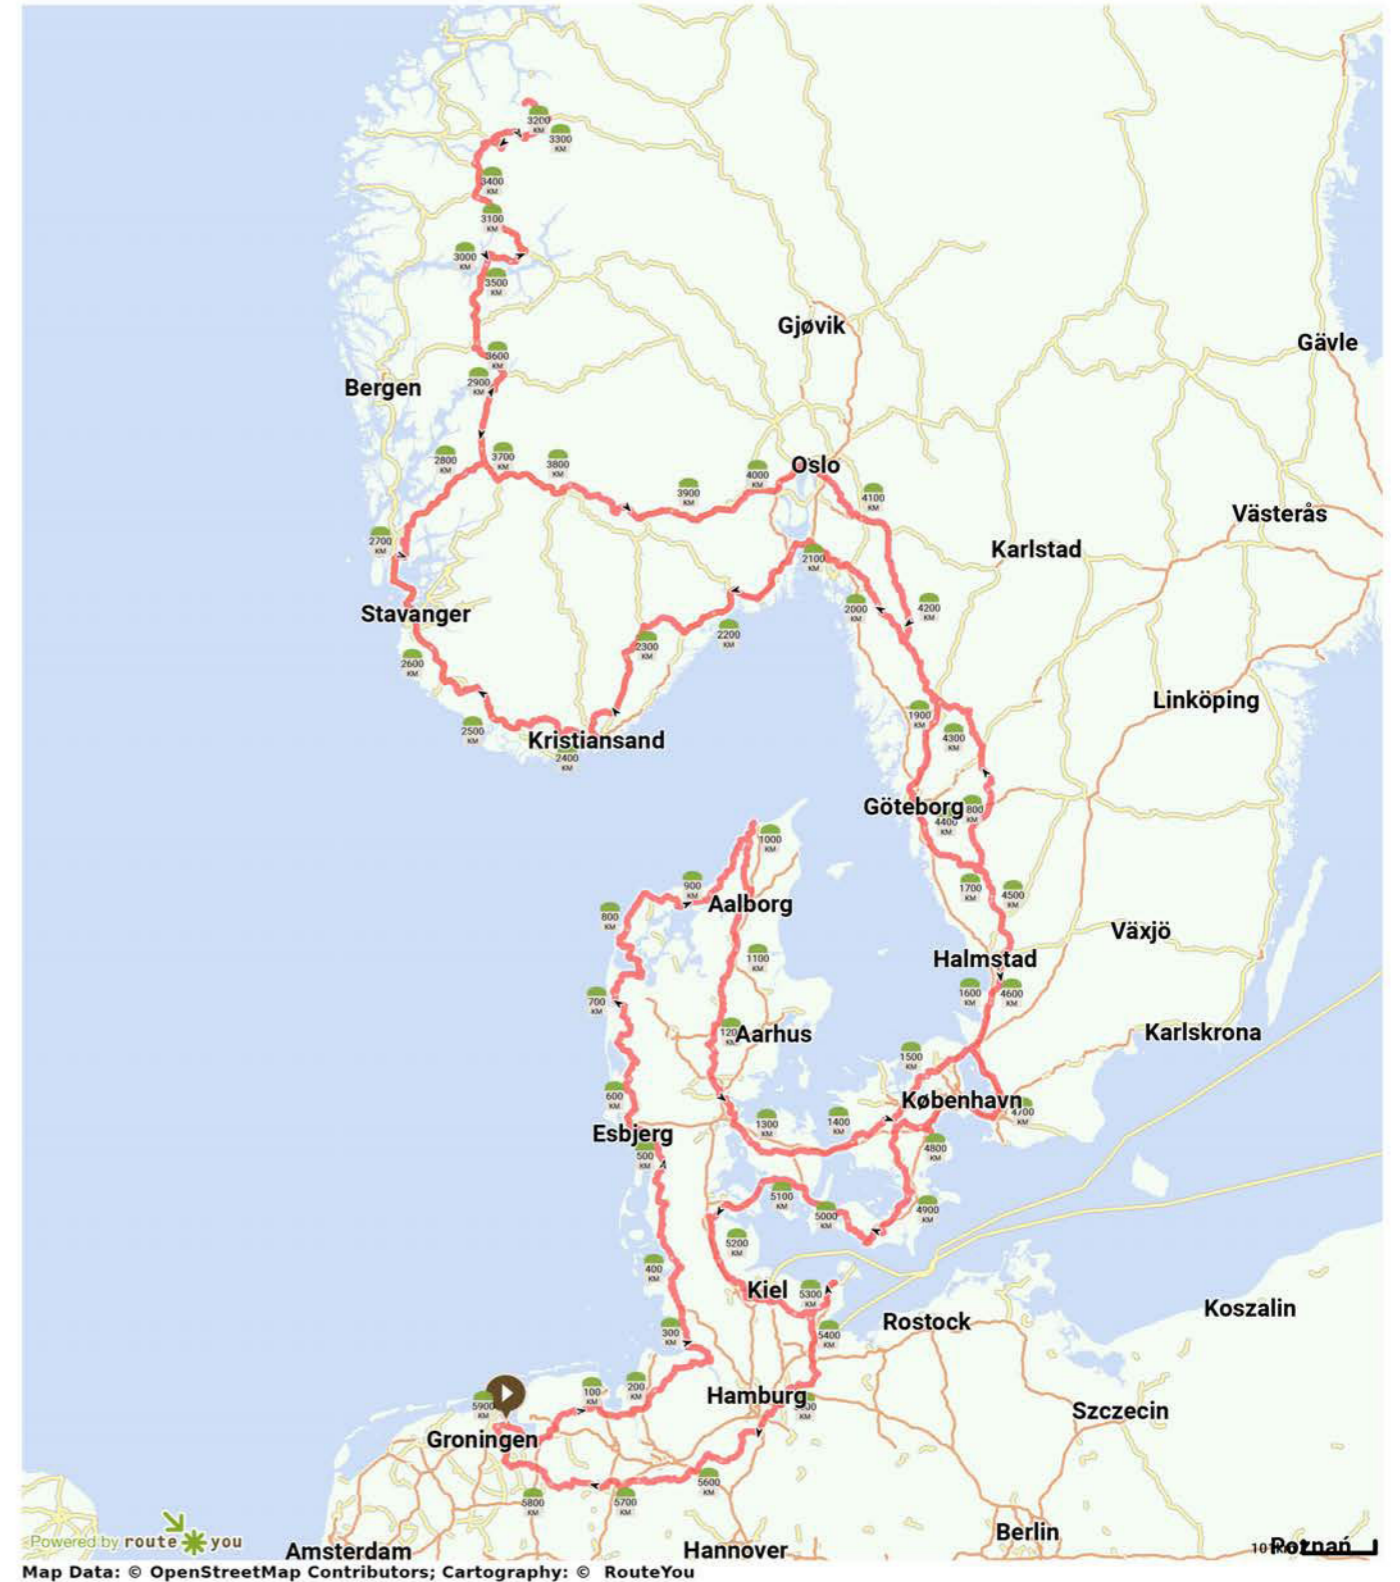 3200 KM
3300 KM
3400 KM
3100 KM
3000 KM
3500 KM
Gjøvik
Gävle
3600 KM
2900 KM
Bergen
2800 KM
3700 KM
3800 KM
4000 KM
Oslo
3900 KM
4100 KM
Västerås
2700 KM
2100 KM
Karlstad
Stavanger
2000 KM
4200 KM
2200 KM
2300 KM
2600 KM
Linköping
1900 KM
2500 KM
Kristiansand
4300 KM
2400 KM
Göteborg
800 KM
4400 KM
1000 KM
900 KM
1700 KM
4500 KM
Aalborg
800 KM
Växjö
1100 KM
Halmstad
700 KM
1600 KM
4600 KM
120
Aarhus
Karlskrona
1500 KM
600 KM
København
4700 KM
1300 KM
1400 KM
Esbjerg
500 KM
4800 KM
5100 KM
5000 KM
4900 KM
5200 KM
400 KM
Kiel
5300 KM
Koszalin
Rostock
300 KM
5400 KM
100 KM
200 KM
Hamburg
5900 KM
Szczecin
Groningen
5600 KM
5800 KM
5700 KM
Berlin
Powered by route you
Amsterdam
Hannover
Poznań
Map Data: © OpenStreetMap Contributors; Cartography: © RouteYou